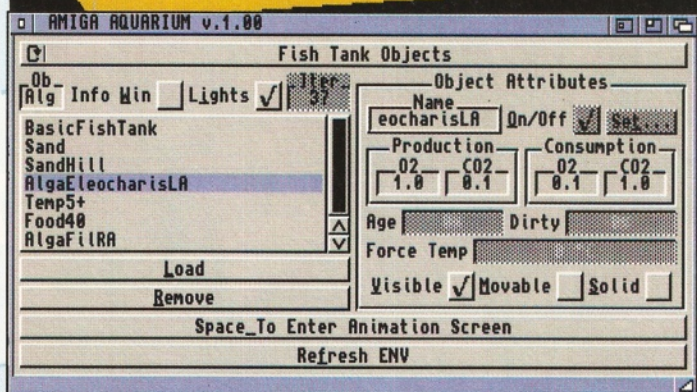 AMIGA AQUARIUM v.1.00
Fish Tank Objects
Ob_
Alg Info Win Lights Iter_
37
BasicFishTank
Sand
SandHill
AlgaEleocharisLA
Temp5+
Food40
AlgaFilRA
Load
Remove
Object Attributes
Name
eocharisLA On/Off Set...
Production Consumption
O2 CO2 O2 CO2
1.0 0.1 0.1 1.0
Age Dirty
Force Temp
Visible Movable Solid
Space_To Enter Animation Screen
Refresh ENV